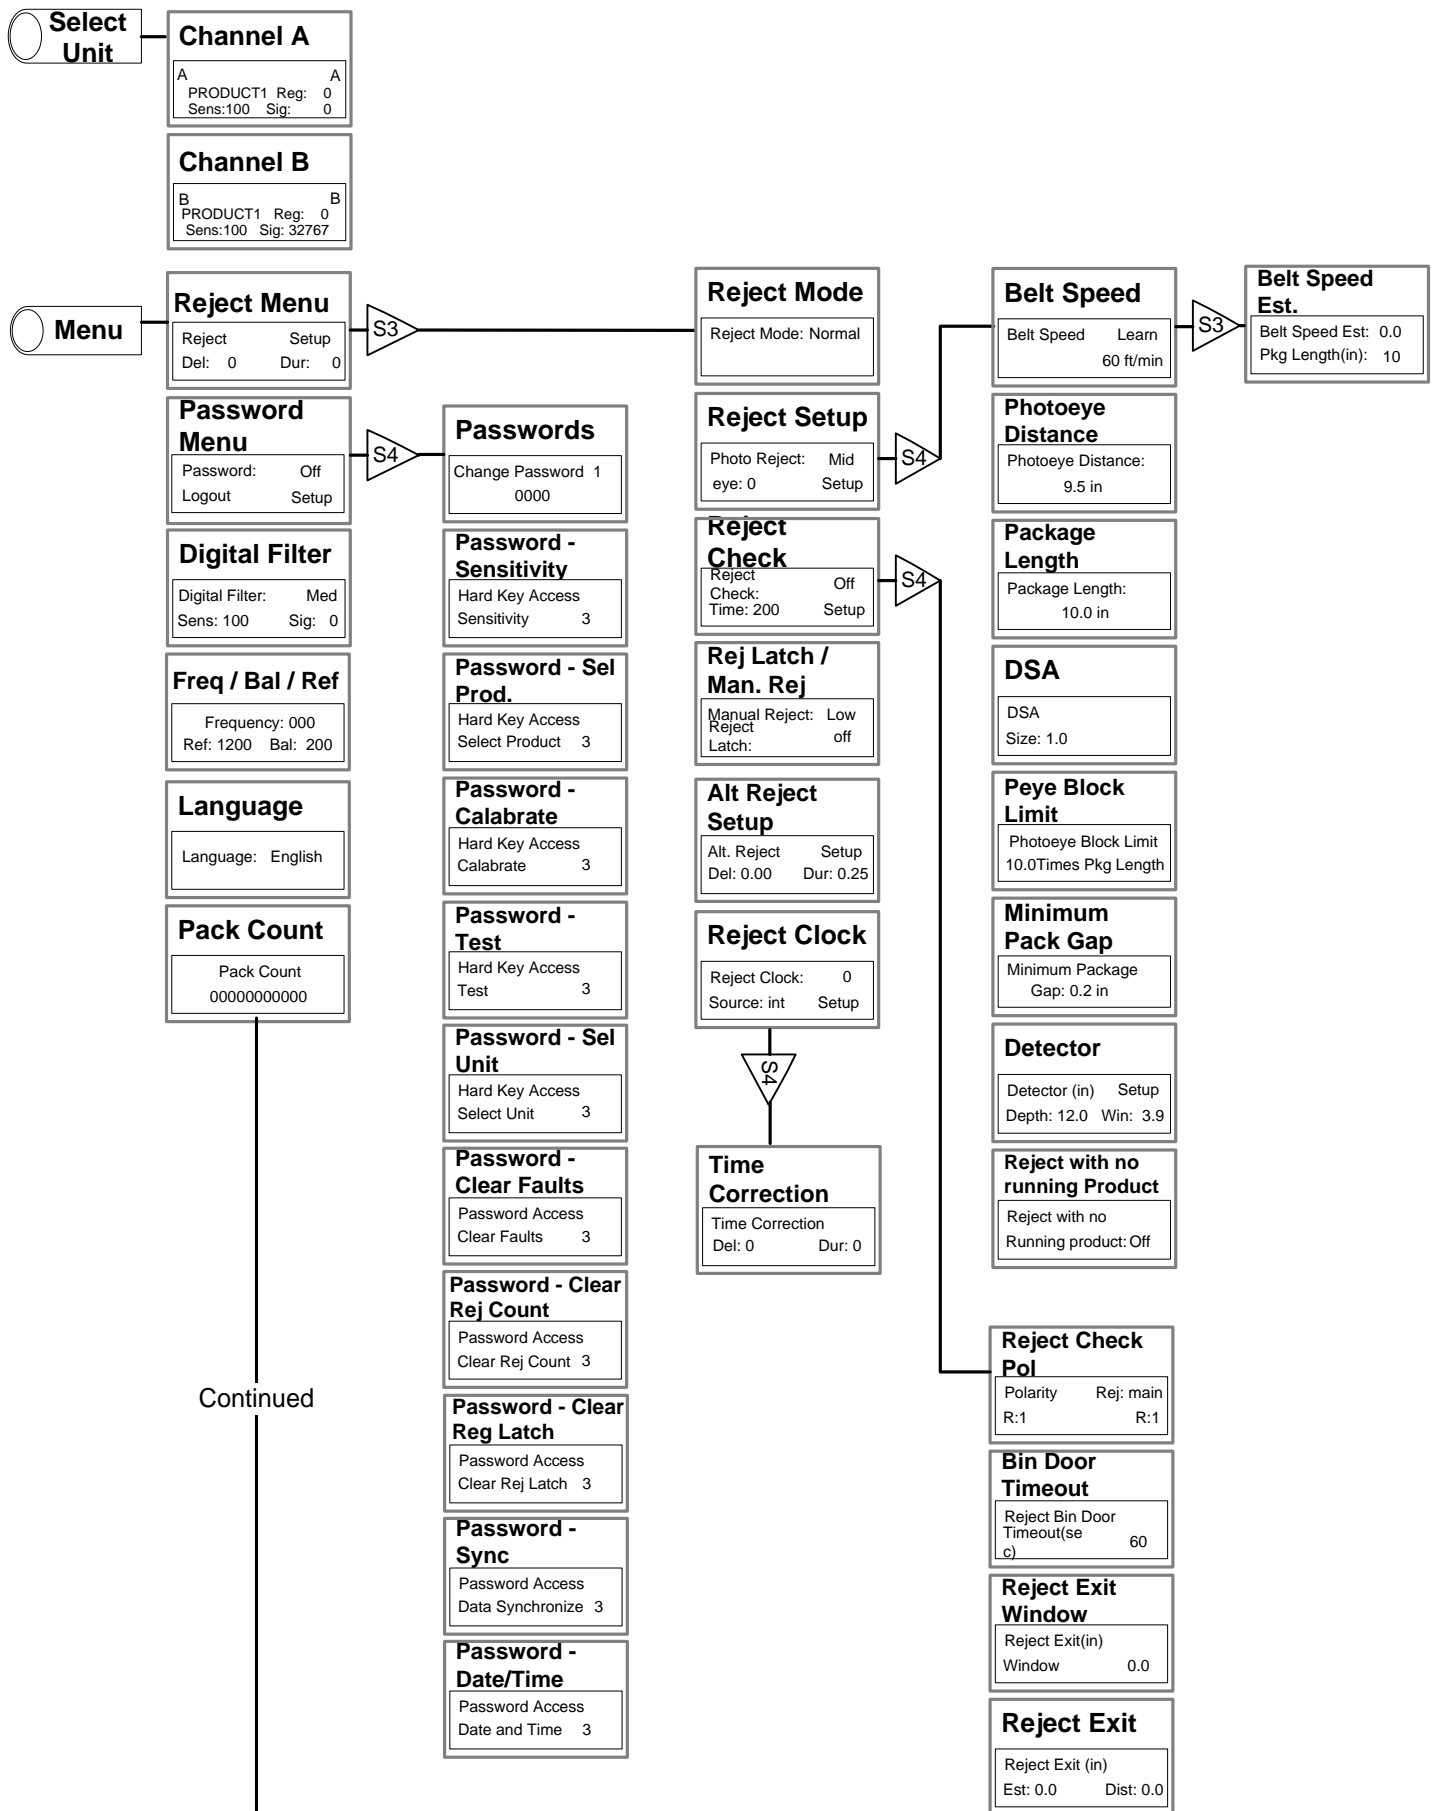 Select
Unit
Channel A
A A
PRODUCT1 Reg: 0
Sens:100 Sig: 0
Channel B
B B
PRODUCT1 Reg: 0
Sens:100 Sig: 32767
Menu
Reject Menu
Reject Setup
Del: 0 Dur: 0
S3
Password
Menu
Password: Off
Logout Setup
S4
Digital Filter
Digital Filter: Med
Sens: 100 Sig: 0
Freq / Bal / Ref
Frequency: 000
Ref: 1200 Bal: 200
Language
Language: English
Pack Count
Pack Count
00000000000
Continued
Passwords
Change Password 1
0000
Password -
Sensitivity
Hard Key Access
Sensitivity 3
Password - Sel
Prod.
Hard Key Access
Select Product 3
Password -
Calabrate
Hard Key Access
Calabrate 3
Password -
Test
Hard Key Access
Test 3
Password - Sel
Unit
Hard Key Access
Select Unit 3
Password -
Clear Faults
Password Access
Clear Faults 3
Password - Clear
Rej Count
Password Access
Clear Rej Count 3
Password - Clear
Reg Latch
Password Access
Clear Rej Latch 3
Password -
Sync
Password Access
Data Synchronize 3
Password -
Date/Time
Password Access
Date and Time 3
Reject Mode
Reject Mode: Normal
Reject Setup
Photo Reject: Mid
eye: 0 Setup
S4
Reject
Check
Reject
Check: Off
Time: 200 Setup
S4
Rej Latch /
Man. Rej
Manual Reject: Low
Reject
Latch: off
Alt Reject
Setup
Alt. Reject Setup
Del: 0.00 Dur: 0.25
Reject Clock
Reject Clock: 0
Source: int Setup
S4
Time
Correction
Time Correction
Del: 0 Dur: 0
Belt Speed
Belt Speed Learn
60 ft/min
S3
Belt Speed
Est.
Belt Speed Est: 0.0
Pkg Length(in): 10
Photoeye
Distance
Photoeye Distance:
9.5 in
Package
Length
Package Length:
10.0 in
DSA
DSA
Size: 1.0
Peye Block
Limit
Photoeye Block Limit
10.0Times Pkg Length
Minimum
Pack Gap
Minimum Package
Gap: 0.2 in
Detector
Detector (in) Setup
Depth: 12.0 Win: 3.9
Reject with no
running Product
Reject with no
Running product: Off
Reject Check
Pol
Polarity Rej: main
R:1 R:1
Bin Door
Timeout
Reject Bin Door
Timeout(se
c) 60
Reject Exit
Window
Reject Exit(in)
Window 0.0
Reject Exit
Reject Exit (in)
Est: 0.0 Dist: 0.0